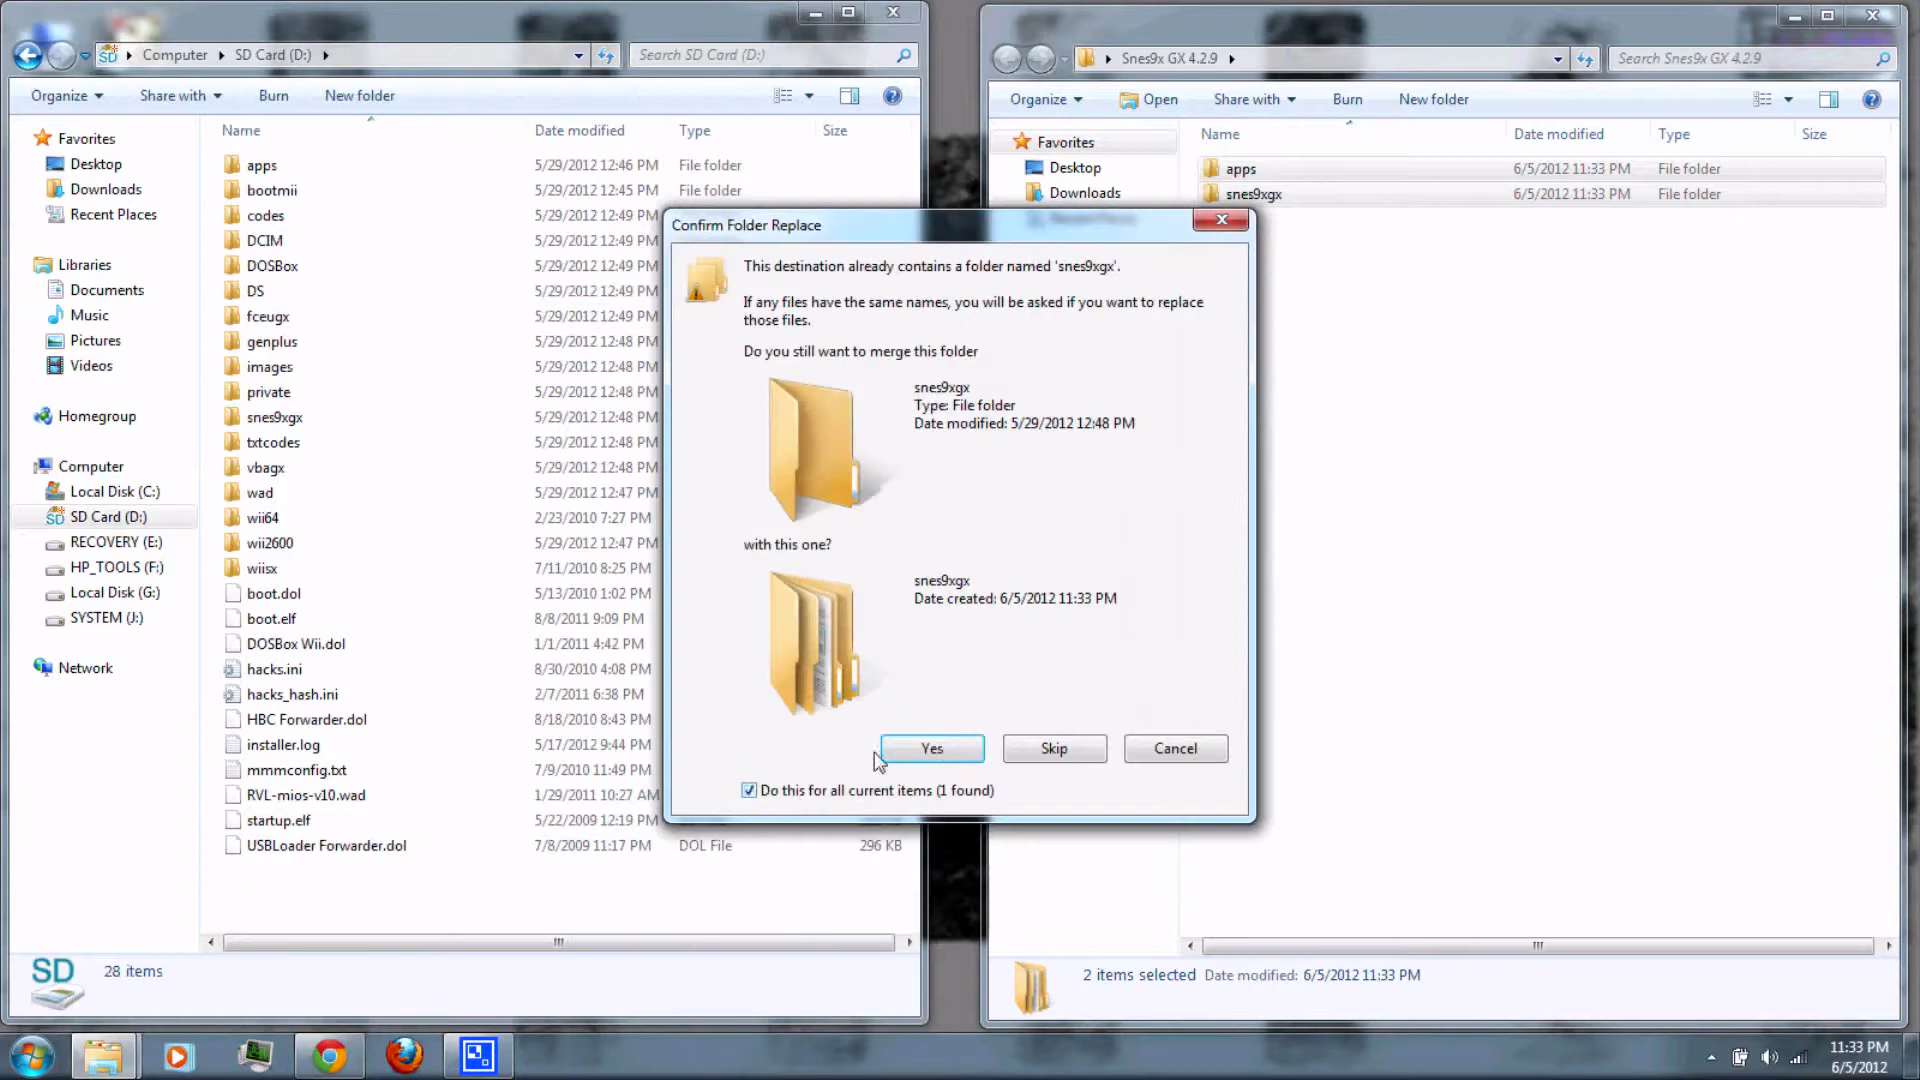 Computer ▸ SD Card (D:) ▸
Search SD Card (D:)
Organize
Share with
Burn
New folder
Favorites
Desktop
Downloads
Recent Places
Libraries
Documents
Music
Pictures
Videos
Homegroup
Computer
Local Disk (C:)
SD Card (D:)
RECOVERY (E:)
HP_TOOLS (F:)
Local Disk (G:)
SYSTEM (J:)
Network
Name Date modified Type Size
apps 5/29/2012 12:46 PM File folder
bootmii 5/29/2012 12:45 PM File folder
codes 5/29/2012 12:49 PM
DCIM 5/29/2012 12:49 PM
DOSBox 5/29/2012 12:49 PM
DS 5/29/2012 12:49 PM
fceugx 5/29/2012 12:49 PM
genplus 5/29/2012 12:48 PM
images 5/29/2012 12:48 PM
private 5/29/2012 12:48 PM
snes9xgx 5/29/2012 12:48 PM
txtcodes 5/29/2012 12:48 PM
vbagx 5/29/2012 12:48 PM
wad 5/29/2012 12:47 PM
wii64 2/23/2010 7:27 PM
wii2600 5/29/2012 12:47 PM
wiisx 7/11/2010 8:25 PM
boot.dol 5/13/2010 1:02 PM
boot.elf 8/8/2011 9:09 PM
DOSBox Wii.dol 1/1/2011 4:42 PM
hacks.ini 8/30/2010 4:08 PM
hacks_hash.ini 2/7/2011 6:38 PM
HBC Forwarder.dol 8/18/2010 8:43 PM
installer.log 5/17/2012 9:44 PM
mmmconfig.txt 7/9/2010 11:49 PM
RVL-mios-v10.wad 1/29/2011 10:27 AM
startup.elf 5/22/2009 12:19 PM
USBLoader Forwarder.dol 7/8/2009 11:17 PM DOL File 296 KB
SD
28 items
Confirm Folder Replace
This destination already contains a folder named 'snes9xgx'.
If any files have the same names, you will be asked if you want to replace
those files.
Do you still want to merge this folder
snes9xgx
Type: File folder
Date modified: 5/29/2012 12:48 PM
with this one?
snes9xgx
Date created: 6/5/2012 11:33 PM
Yes
Skip
Cancel
Do this for all current items (1 found)
▸ Snes9x GX 4.2.9 ▸
Search Snes9x GX 4.2.9
Organize
Open
Share with
Burn
New folder
Favorites
Desktop
Downloads
Name Date modified Type Size
apps 6/5/2012 11:33 PM File folder
snes9xgx 6/5/2012 11:33 PM File folder
2 items selected Date modified: 6/5/2012 11:33 PM
11:33 PM
6/5/2012